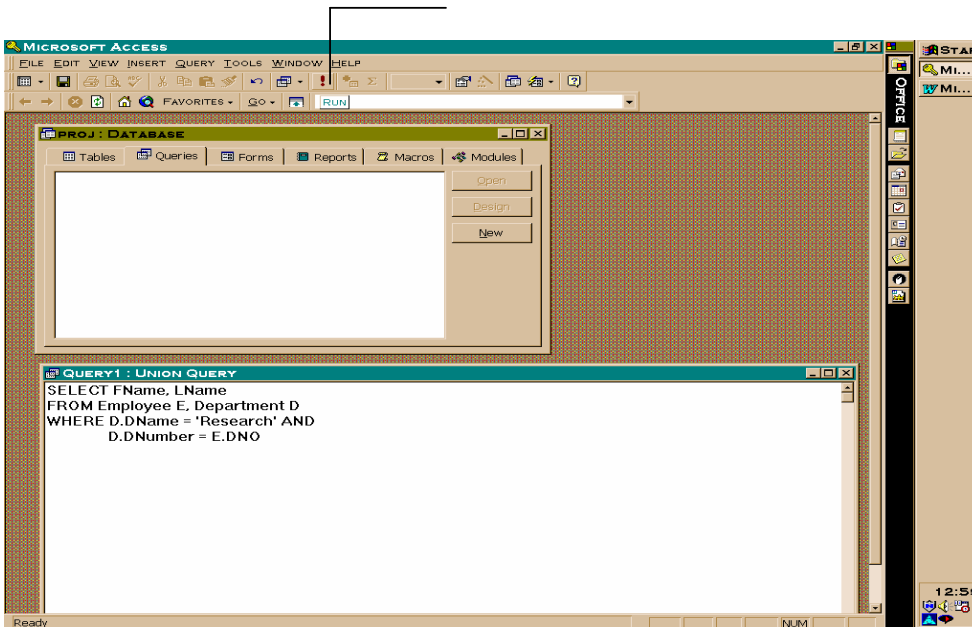 MICROSOFT ACCESS
FILE EDIT VIEW INSERT QUERY TOOLS WINDOW HELP
FAVORITES GO RUN
PROJ : DATABASE
Tables Queries Forms Reports Macros Modules
Open
Design
New
QUERY1 : UNION QUERY
SELECT FName, LName
FROM Employee E, Department D
WHERE D.DName = 'Research' AND
D.DNumber = E.DNO
Ready NUM
OFFICE
MI...
MI...